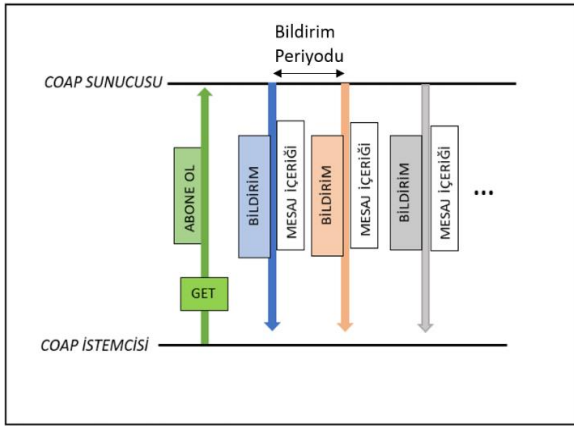 Bildirim
Periyodu
COAP SUNUCUSU
ABONE OL
GET
BİLDİRİM
MESAJ İÇERİĞİ
BİLDİRİM
MESAJ İÇERİĞİ
BİLDİRİM
MESAJ İÇERİĞİ
...
COAP İSTEMCİSİ